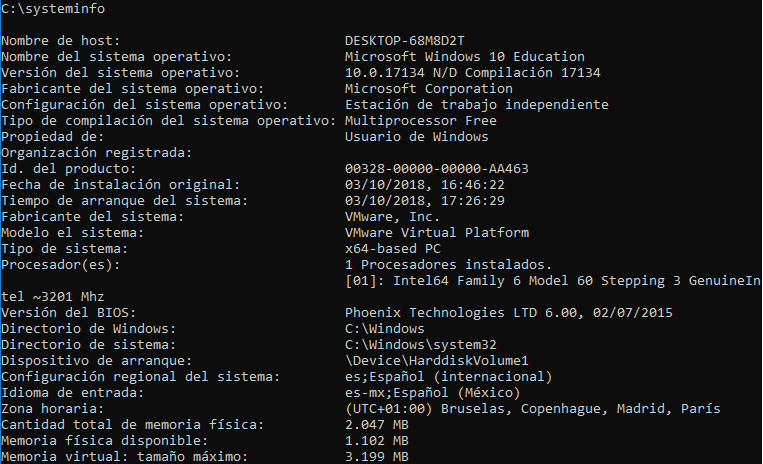 C:\systeminfo
Nombre de host: DESKTOP-68M8D2T
Nombre del sistema operativo: Microsoft Windows 10 Education
Versión del sistema operativo: 10.0.17134 N/D Compilación 17134
Fabricante del sistema operativo: Microsoft Corporation
Configuración del sistema operativo: Estación de trabajo independiente
Tipo de compilación del sistema operativo: Multiprocessor Free
Propiedad de: Usuario de Windows
Organización registrada:
Id. del producto: 00328-00000-00000-AA463
Fecha de instalación original: 03/10/2018, 16:46:22
Tiempo de arranque del sistema: 03/10/2018, 17:26:29
Fabricante del sistema: VMware, Inc.
Modelo el sistema: VMware Virtual Platform
Tipo de sistema: x64-based PC
Procesador(es): 1 Procesadores instalados.
[01]: Intel64 Family 6 Model 60 Stepping 3 GenuineIn
tel ~3201 Mhz
Versión del BIOS: Phoenix Technologies LTD 6.00, 02/07/2015
Directorio de Windows: C:\Windows
Directorio de sistema: C:\Windows\system32
Dispositivo de arranque: \Device\HarddiskVolume1
Configuración regional del sistema: es;Español (internacional)
Idioma de entrada: es-mx;Español (México)
Zona horaria: (UTC+01:00) Bruselas, Copenhague, Madrid, París
Cantidad total de memoria física: 2.047 MB
Memoria física disponible: 1.102 MB
Memoria virtual: tamaño máximo: 3.199 MB